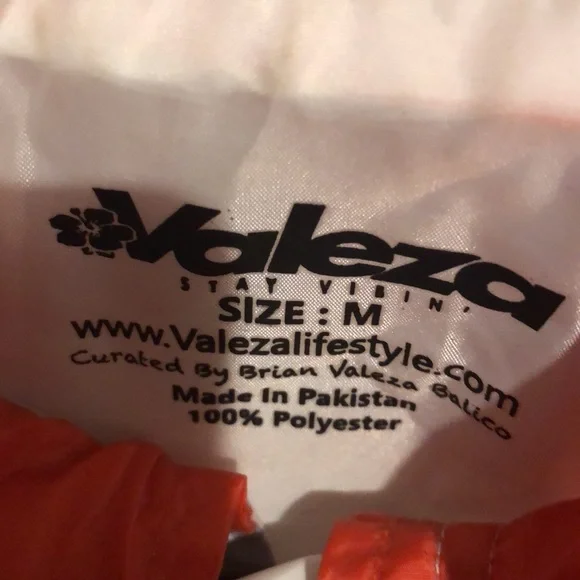 Valeza
STAY VIBIN'
SIZE : M
www.Valezalifestyle.com
Curated By Brian Valeza Balico
Made In Pakistan
100% Polyester